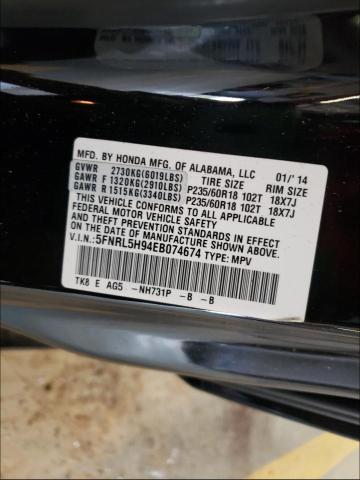 MFD. BY HONDA MFG. OF ALABAMA, LLC 01/'14
GVWR 2730KG(6019LBS) TIRE SIZE RIM SIZE
GAWR F 1320KG(2910LBS) P235/60R18 102T 18X7J
GAWR R 1515KG(3340LBS) P235/60R18 102T 18X7J
THIS VEHICLE CONFORMS TO ALL APPLICABLE
FEDERAL MOTOR VEHICLE SAFETY AND THEFT
PREVENTION STANDARDS IN EFFECT ON THE
DATE OF MANUFACTURE SHOWN ABOVE.
V.I.N.: 5FNRL5H94EB074674 TYPE: MPV
TK8 E AG5 -NH731P -B -B